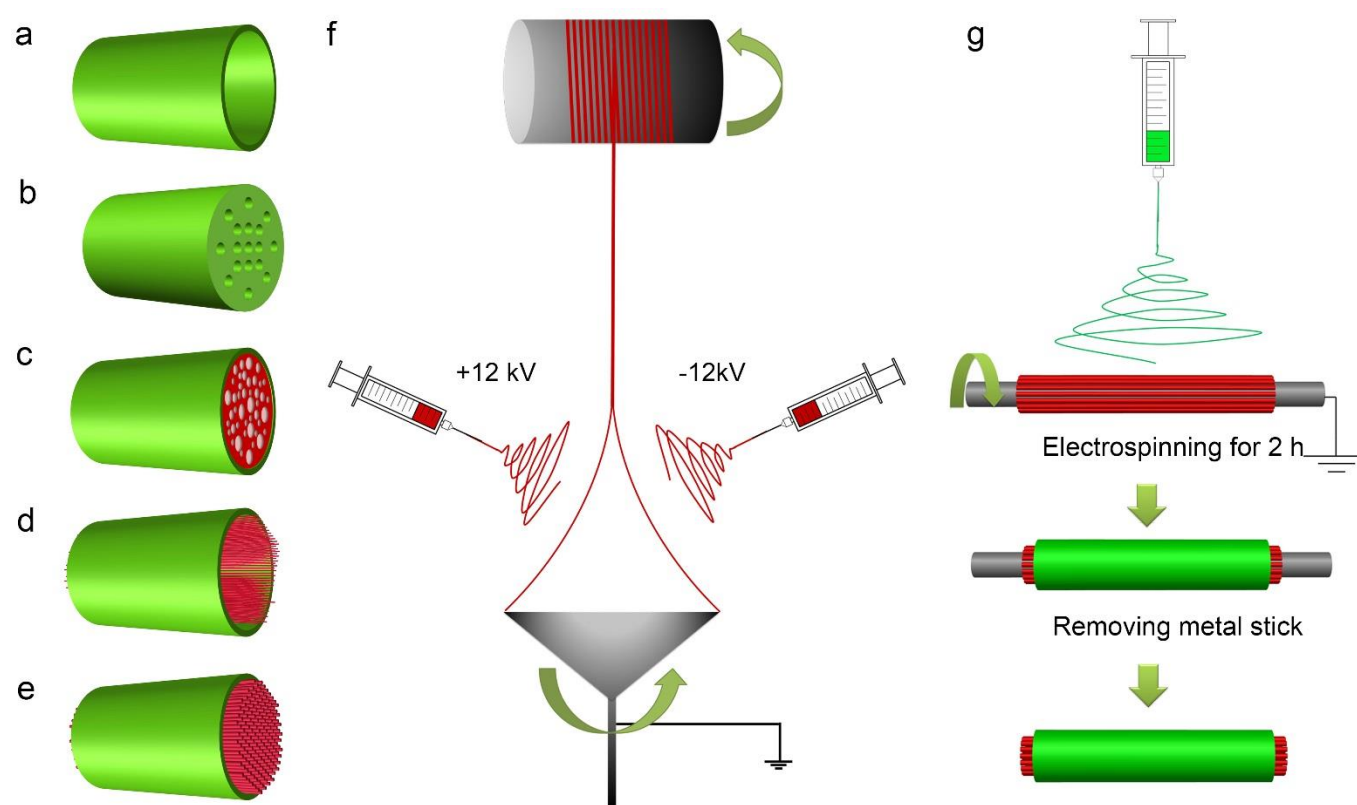 a
b
c
d
e
f
+12 kV
-12kV
g
Electrospinning for 2 h
Removing metal stick